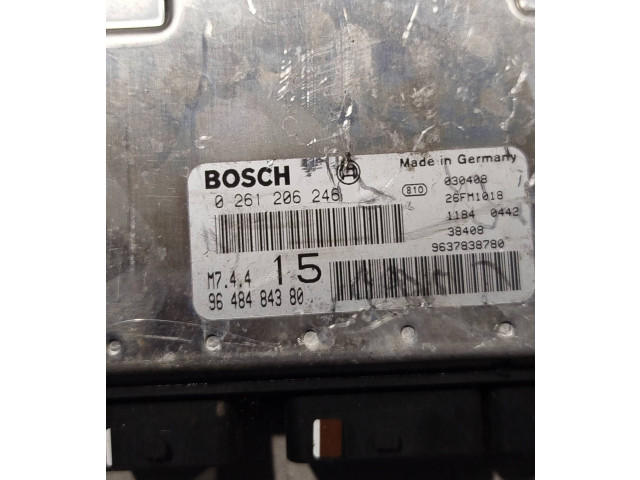 BOSCH
0 261 206 246
M7.4.4 15
96 484 843 80
Made in Germany
810 030408
26FM1018
1184 0442
38408
9637838780